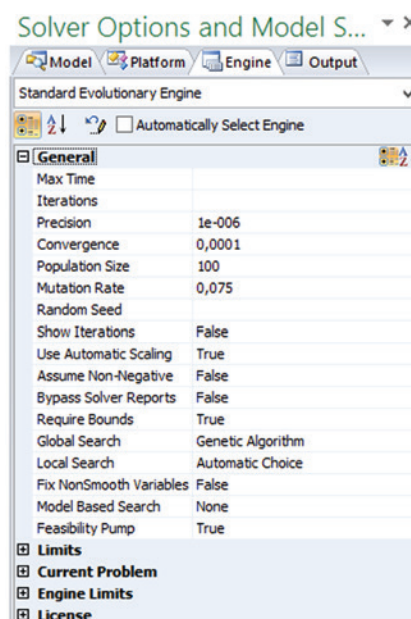 Solver Options and Model S...
Model Platform Engine Output
Standard Evolutionary Engine
Automatically Select Engine
General
Max Time
Iterations
Precision 1e-006
Convergence 0,0001
Population Size 100
Mutation Rate 0,075
Random Seed
Show Iterations False
Use Automatic Scaling True
Assume Non-Negative False
Bypass Solver Reports False
Require Bounds True
Global Search Genetic Algorithm
Local Search Automatic Choice
Fix NonSmooth Variables False
Model Based Search None
Feasibility Pump True
Limits
Current Problem
Engine Limits
License